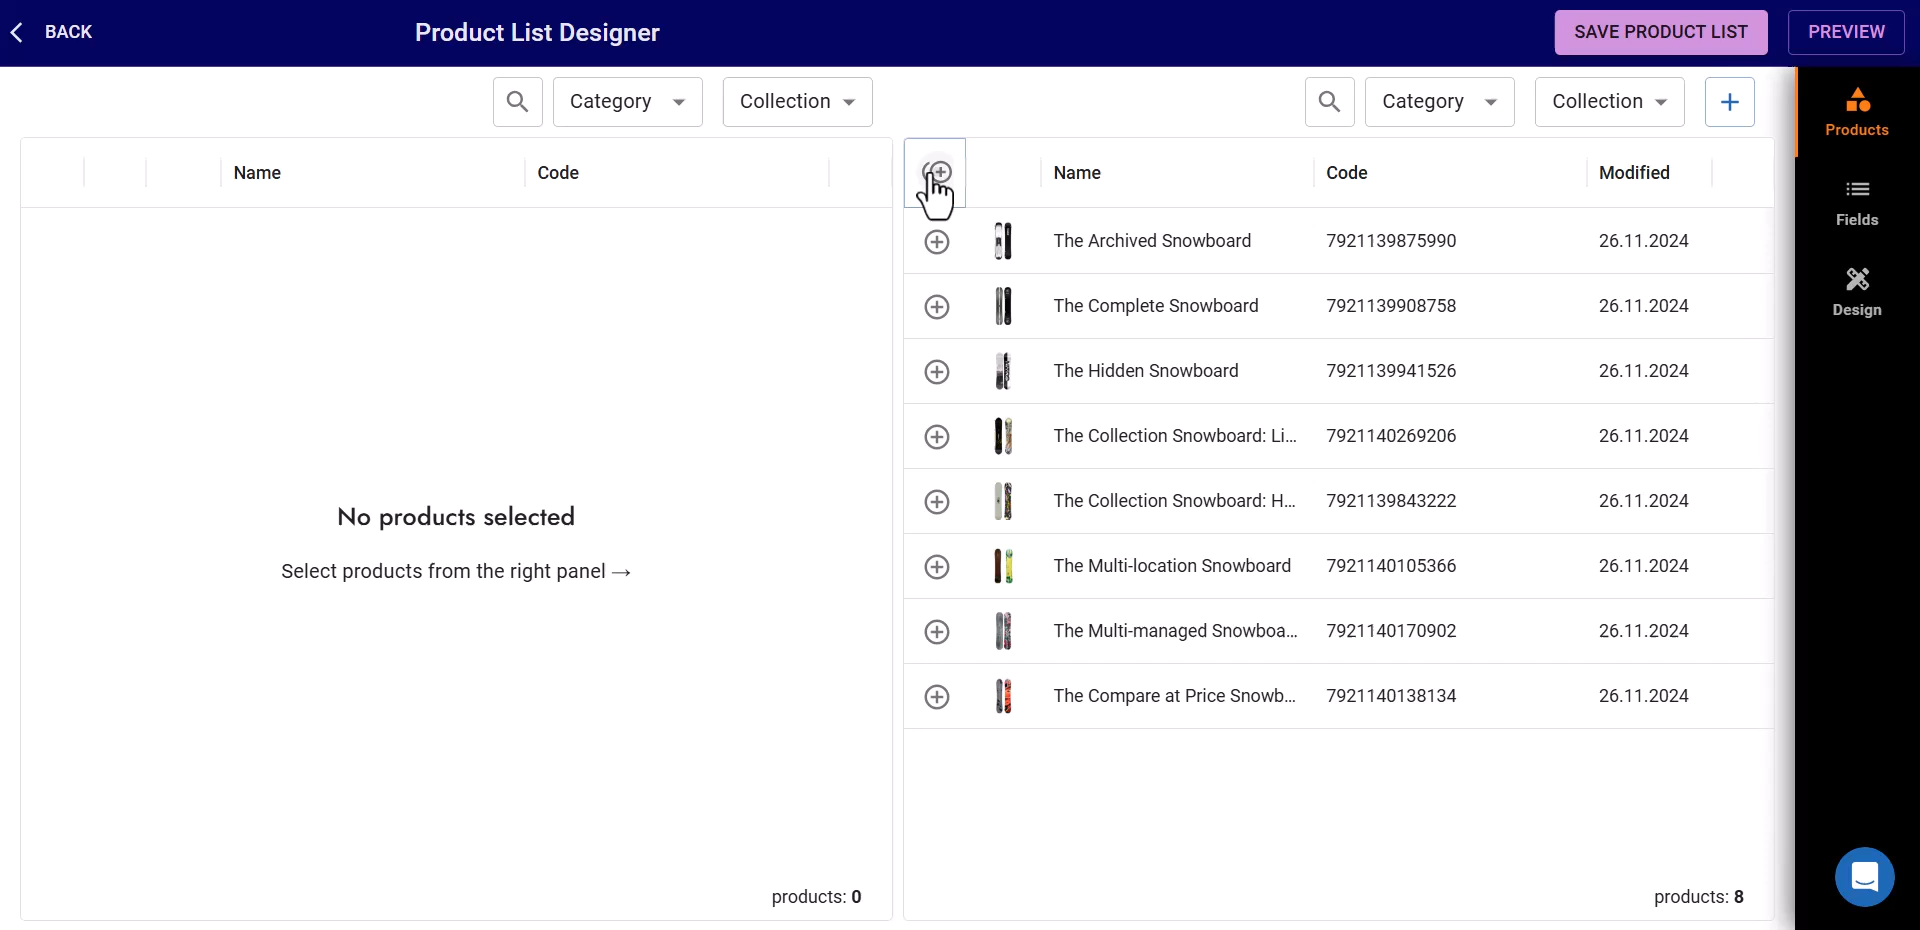 BACK
Product List Designer
SAVE PRODUCT LIST
PREVIEW
Category
Collection
Category
Collection
Name Code
No products selected
Select products from the right panel →
products: 0
Name Code Modified
The Archived Snowboard 7921139875990 26.11.2024
The Complete Snowboard 7921139908758 26.11.2024
The Hidden Snowboard 7921139941526 26.11.2024
The Collection Snowboard: Li... 7921140269206 26.11.2024
The Collection Snowboard: H... 7921139843222 26.11.2024
The Multi-location Snowboard 7921140105366 26.11.2024
The Multi-managed Snowboa... 7921140170902 26.11.2024
The Compare at Price Snowb... 7921140138134 26.11.2024
products: 8
Products
Fields
Design